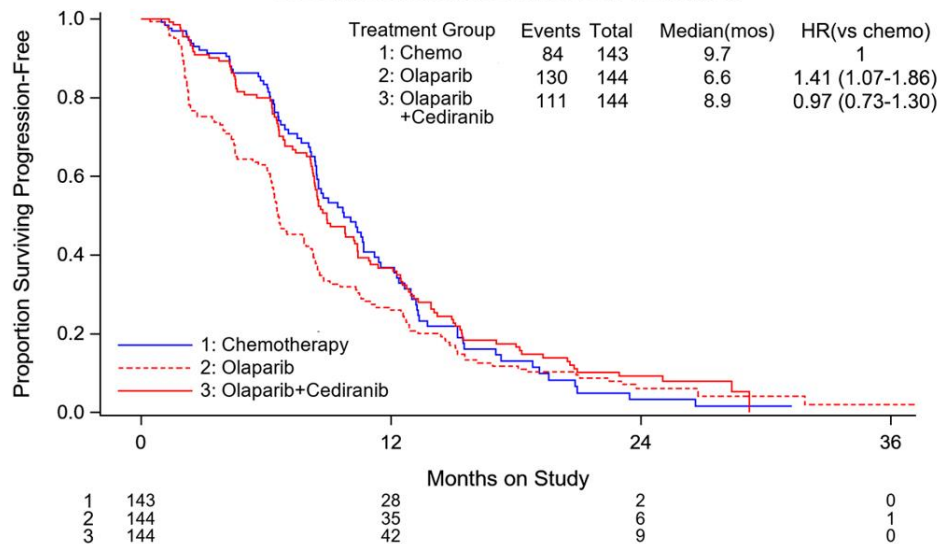 Treatment Group Events Total Median(mos) HR(vs chemo)
1: Chemo 84 143 9.7 1
2: Olaparib 130 144 6.6 1.41 (1.07-1.86)
3: Olaparib 111 144 8.9 0.97 (0.73-1.30)
+Cediranib
Proportion Surviving Progression-Free
1.0
0.8
0.6
0.4
0.2
0.0
1: Chemotherapy
2: Olaparib
3: Olaparib+Cediranib
0 12 24 36
Months on Study
1 143 28 2 0
2 144 35 6 1
3 144 42 9 0